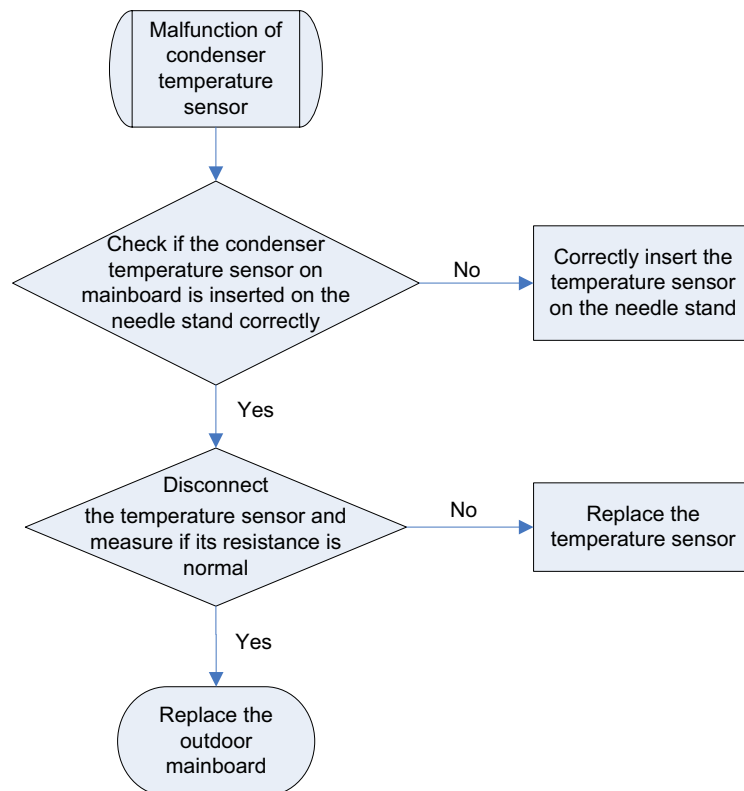 Malfunction of
condenser
temperature
sensor
Check if the condenser
temperature sensor on
mainboard is inserted on the
needle stand correctly
No
Correctly insert the
temperature sensor
on the needle stand
Yes
Disconnect
the temperature sensor and
measure if its resistance is
normal
No
Replace the
temperature sensor
Yes
Replace the
outdoor
mainboard